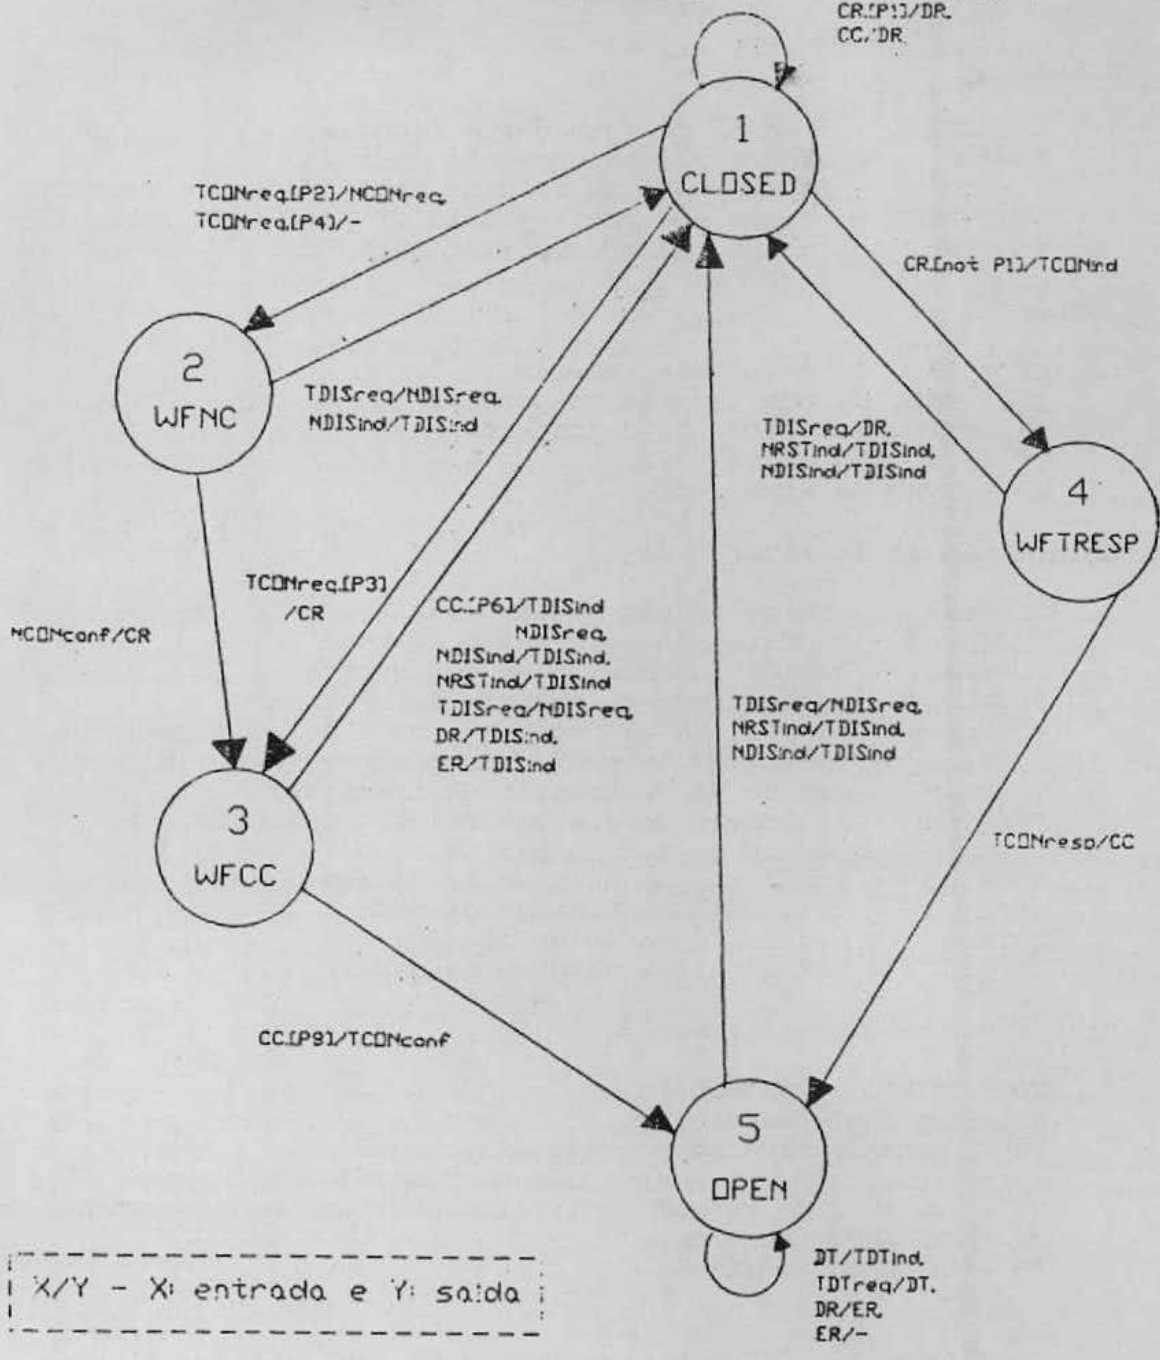 CR.[P1]/DR.
CC/DR
1
CLOSED
TCONreq.[P2]/NCONreq,
TCONreq.[P4]/-
CR.[not P1]/TCONind
2
WFNC
TDISreq/NDISreq,
NDISind/TDISind
TDISreq/DR,
NRSTind/TDISind,
NDISind/TDISind
4
WFTRESP
TCONreq.[P3]
/CR
NCONconf/CR
CC.[P6]/TDISind
NDISreq,
NDISind/TDISind,
NRSTind/TDISind
TDISreq/NDISreq,
DR/TDISind,
ER/TDISind
TDISreq/NDISreq,
NRSTind/TDISind,
NDISind/TDISind
3
WFCC
TCONresp/CC
CC.[P9]/TCONconf
5
OPEN
DT/TDTind,
TDTreq/DT,
DR/ER,
ER/-
X/Y - X: entrada e Y: saída